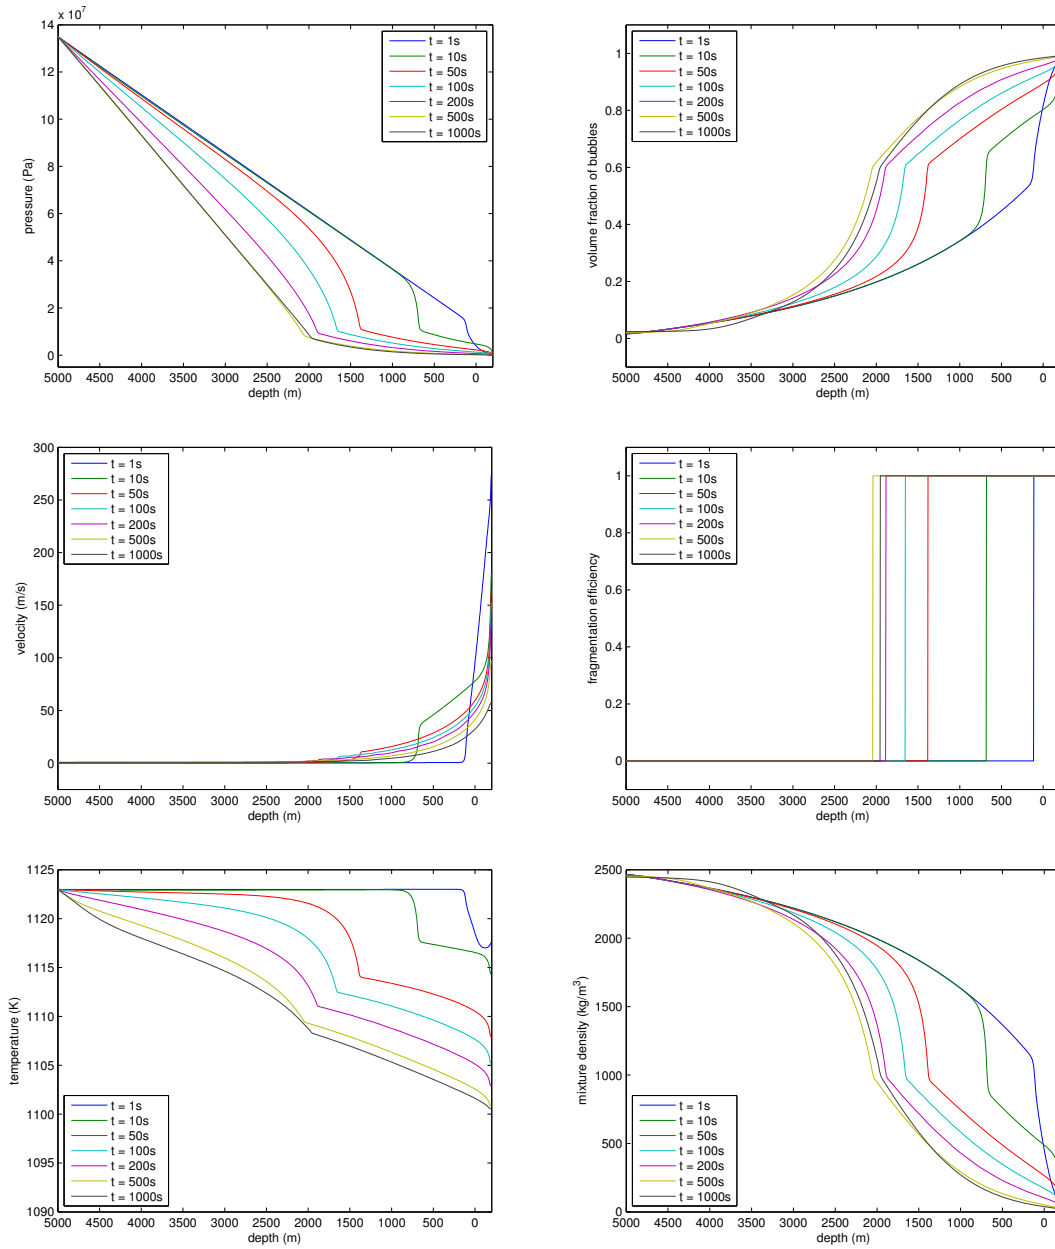 14
x 10⁷
12
10
8
6
4
2
0
pressure (Pa)
5000 4500 4000 3500 3000 2500 2000 1500 1000 500 0
depth (m)
t = 1s
t = 10s
t = 50s
t = 100s
t = 200s
t = 500s
t = 1000s
1
0.8
0.6
0.4
0.2
0
volume fraction of bubbles
5000 4500 4000 3500 3000 2500 2000 1500 1000 500 0
depth (m)
t = 1s
t = 10s
t = 50s
t = 100s
t = 200s
t = 500s
t = 1000s
300
250
200
150
100
50
0
velocity (m/s)
5000 4500 4000 3500 3000 2500 2000 1500 1000 500 0
depth (m)
t = 1s
t = 10s
t = 50s
t = 100s
t = 200s
t = 500s
t = 1000s
1
0.8
0.6
0.4
0.2
0
fragmentation efficiency
5000 4500 4000 3500 3000 2500 2000 1500 1000 500 0
depth (m)
t = 1s
t = 10s
t = 50s
t = 100s
t = 200s
t = 500s
t = 1000s
1125
1120
1115
1110
1105
1100
1095
1090
temperature (K)
5000 4500 4000 3500 3000 2500 2000 1500 1000 500 0
depth (m)
t = 1s
t = 10s
t = 50s
t = 100s
t = 200s
t = 500s
t = 1000s
2500
2000
1500
1000
500
0
mixture density (kg/m³)
5000 4500 4000 3500 3000 2500 2000 1500 1000 500 0
depth (m)
t = 1s
t = 10s
t = 50s
t = 100s
t = 200s
t = 500s
t = 1000s